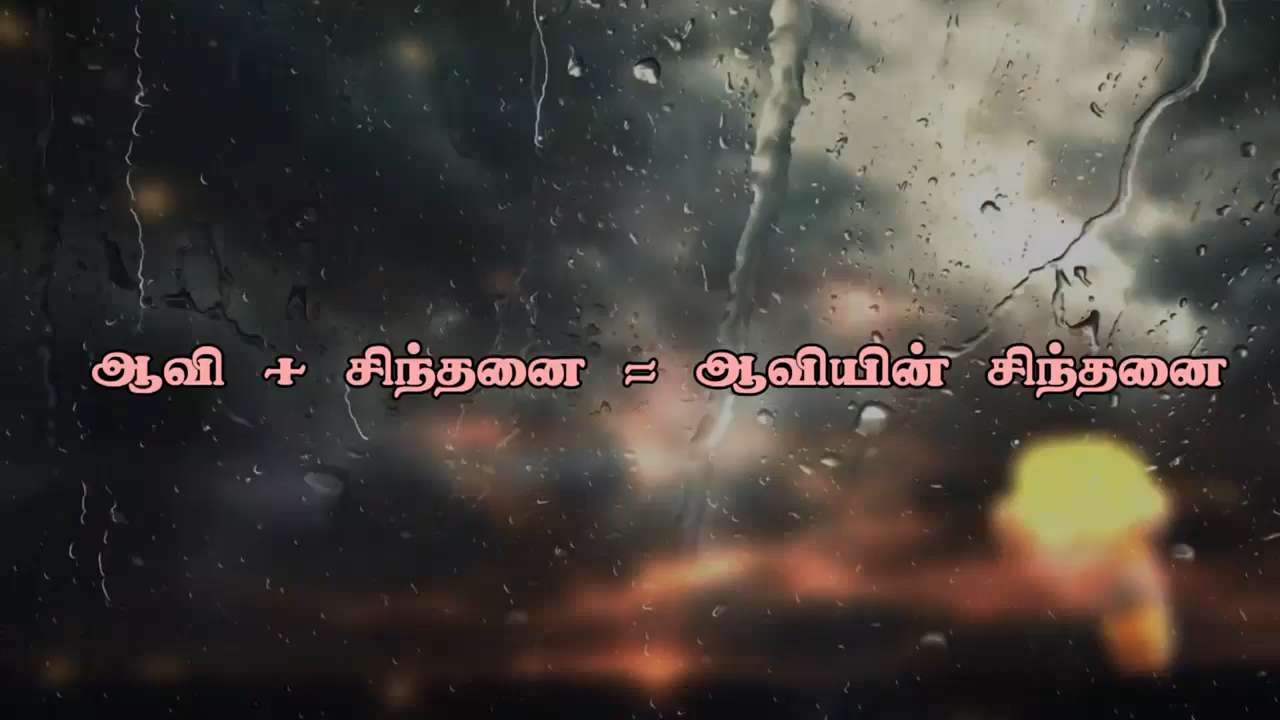 ஆவி + சிந்தனை = ஆவியின் சிந்தனை